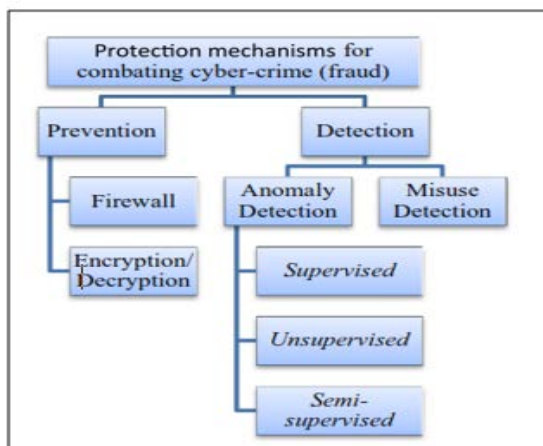 Protection mechanisms for
combating cyber-crime (fraud)
Prevention
Detection
Firewall
Encryption/
Decryption
Anomaly
Detection
Misuse
Detection
Supervised
Unsupervised
Semi-
supervised